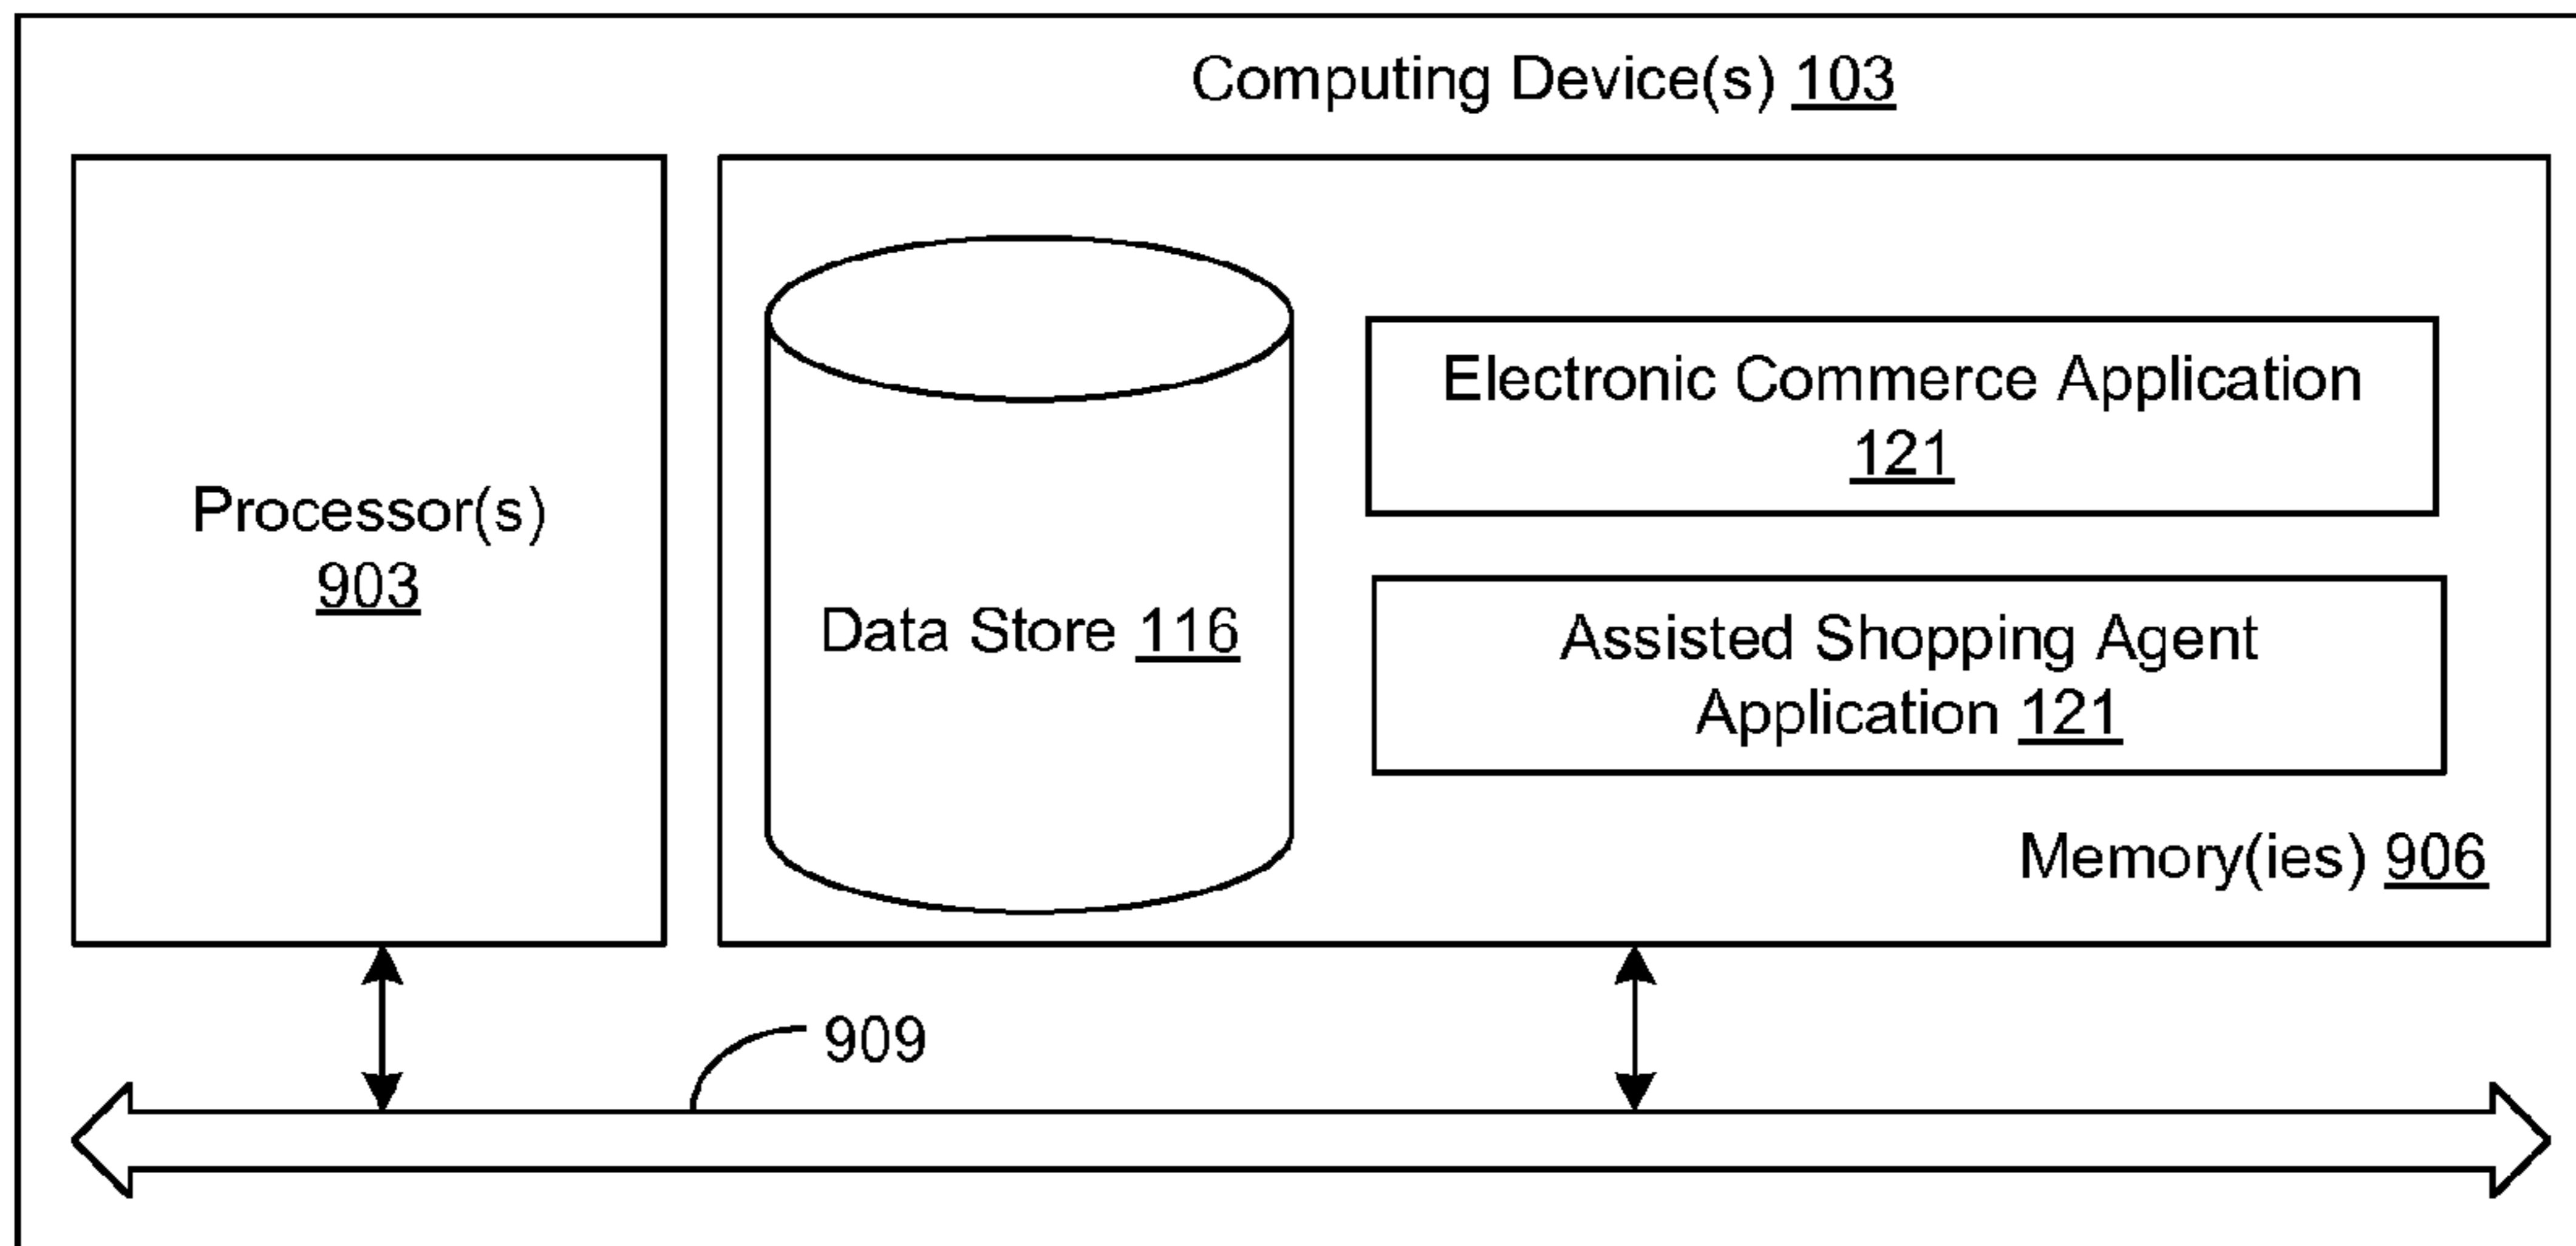 Computing Device(s) 103
Processor(s)
903
Data Store 116
Electronic Commerce Application
121
Assisted Shopping Agent
Application 121
Memory(ies) 906
909